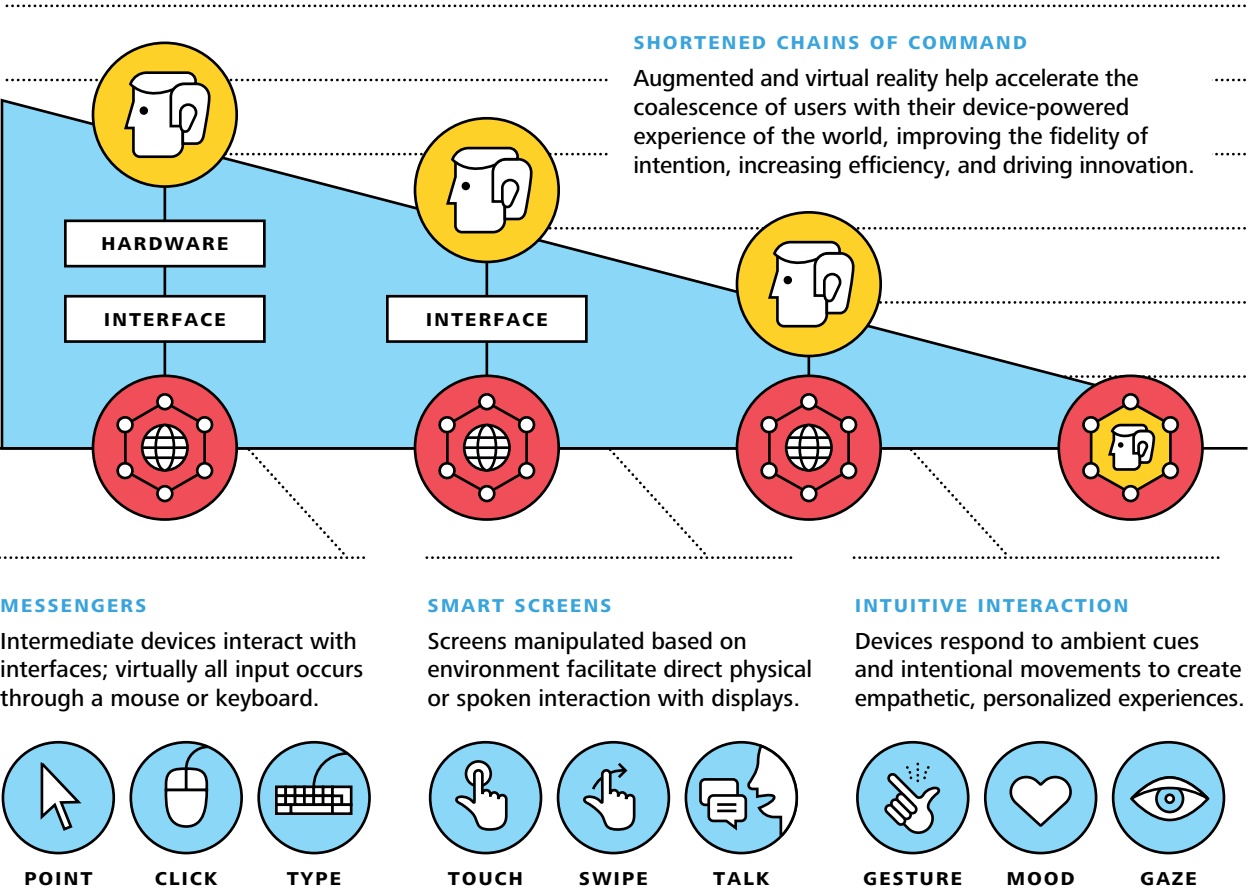 SHORTENED CHAINS OF COMMAND
Augmented and virtual reality help accelerate the
coalescence of users with their device-powered
experience of the world, improving the fidelity of
intention, increasing efficiency, and driving innovation.
HARDWARE
INTERFACE
INTERFACE
MESSENGERS
Intermediate devices interact with
interfaces; virtually all input occurs
through a mouse or keyboard.
POINT
CLICK
TYPE
SMART SCREENS
Screens manipulated based on
environment facilitate direct physical
or spoken interaction with displays.
TOUCH
SWIPE
TALK
INTUITIVE INTERACTION
Devices respond to ambient cues
and intentional movements to create
empathetic, personalized experiences.
GESTURE
MOOD
GAZE